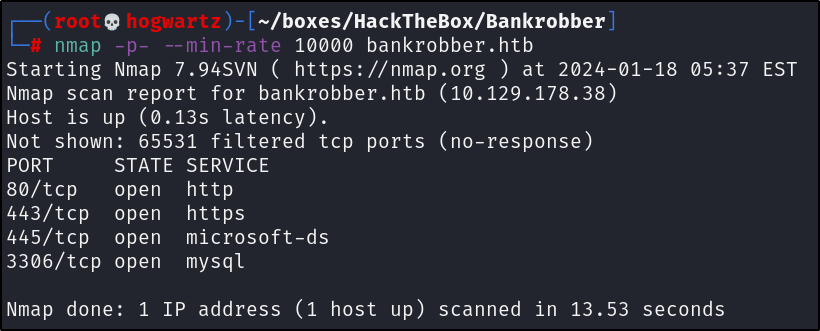 ┌──(root💀hogwartz)-[~/boxes/HackTheBox/Bankrobber]
└─# nmap -p- --min-rate 10000 bankrobber.htb
Starting Nmap 7.94SVN ( https://nmap.org ) at 2024-01-18 05:37 EST
Nmap scan report for bankrobber.htb (10.129.178.38)
Host is up (0.13s latency).
Not shown: 65531 filtered tcp ports (no-response)
PORT     STATE SERVICE
80/tcp   open  http
443/tcp  open  https
445/tcp  open  microsoft-ds
3306/tcp open  mysql
Nmap done: 1 IP address (1 host up) scanned in 13.53 seconds